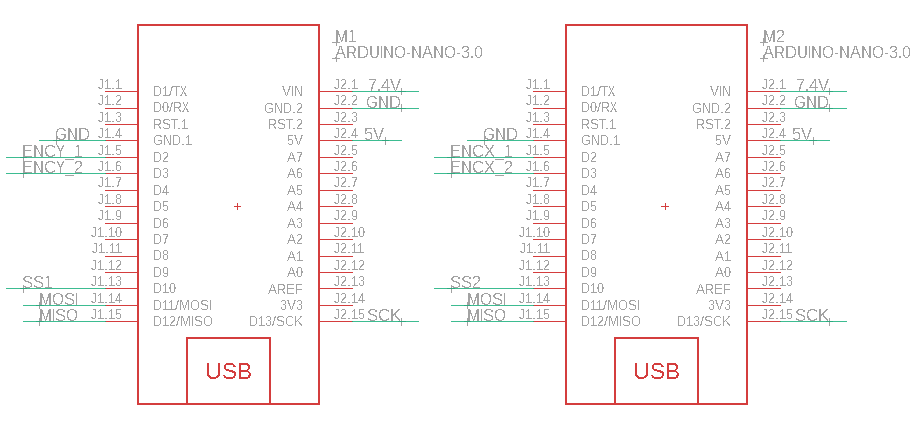 M1
ARDUINO-NANO-3.0
J1.1 D1/TX VIN J2.1 7.4V
J1.2 D0/RX GND.2 J2.2 GND
J1.3 RST.1 RST.2 J2.3
GND J1.4 GND.1 5V J2.4 5V
ENCY_1 J1.5 D2 A7 J2.5
ENCY_2 J1.6 D3 A6 J2.6
J1.7 D4 A5 J2.7
J1.8 D5 A4 J2.8
J1.9 D6 A3 J2.9
J1.10 D7 A2 J2.10
J1.11 D8 A1 J2.11
J1.12 D9 A0 J2.12
SS1 J1.13 D10 AREF J2.13
MOSI J1.14 D11/MOSI 3V3 J2.14
MISO J1.15 D12/MISO D13/SCK J2.15 SCK
USB
M2
ARDUINO-NANO-3.0
J1.1 D1/TX VIN J2.1 7.4V
J1.2 D0/RX GND.2 J2.2 GND
J1.3 RST.1 RST.2 J2.3
GND J1.4 GND.1 5V J2.4 5V
ENCX_1 J1.5 D2 A7 J2.5
ENCX_2 J1.6 D3 A6 J2.6
J1.7 D4 A5 J2.7
J1.8 D5 A4 J2.8
J1.9 D6 A3 J2.9
J1.10 D7 A2 J2.10
J1.11 D8 A1 J2.11
J1.12 D9 A0 J2.12
SS2 J1.13 D10 AREF J2.13
MOSI J1.14 D11/MOSI 3V3 J2.14
MISO J1.15 D12/MISO D13/SCK J2.15 SCK
USB